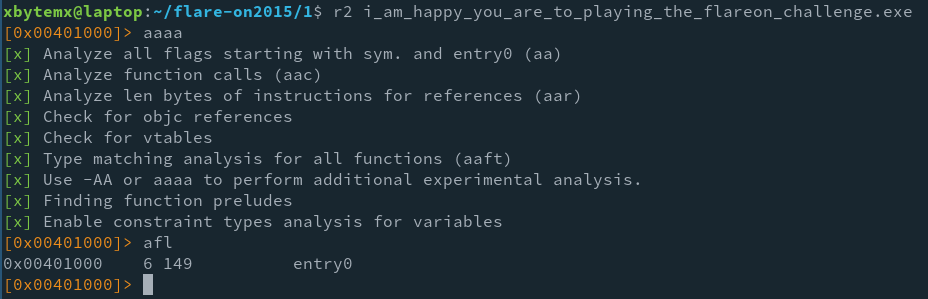 xbytemx@laptop:~/flare-on2015/1$ r2 i_am_happy_you_are_to_playing_the_flareon_challenge.exe
[0x00401000]> aaaa
[x] Analyze all flags starting with sym. and entry0 (aa)
[x] Analyze function calls (aac)
[x] Analyze len bytes of instructions for references (aar)
[x] Check for objc references
[x] Check for vtables
[x] Type matching analysis for all functions (aaft)
[x] Use -AA or aaaa to perform additional experimental analysis.
[x] Finding function preludes
[x] Enable constraint types analysis for variables
[0x00401000]> afl
0x00401000    6 149          entry0
[0x00401000]>